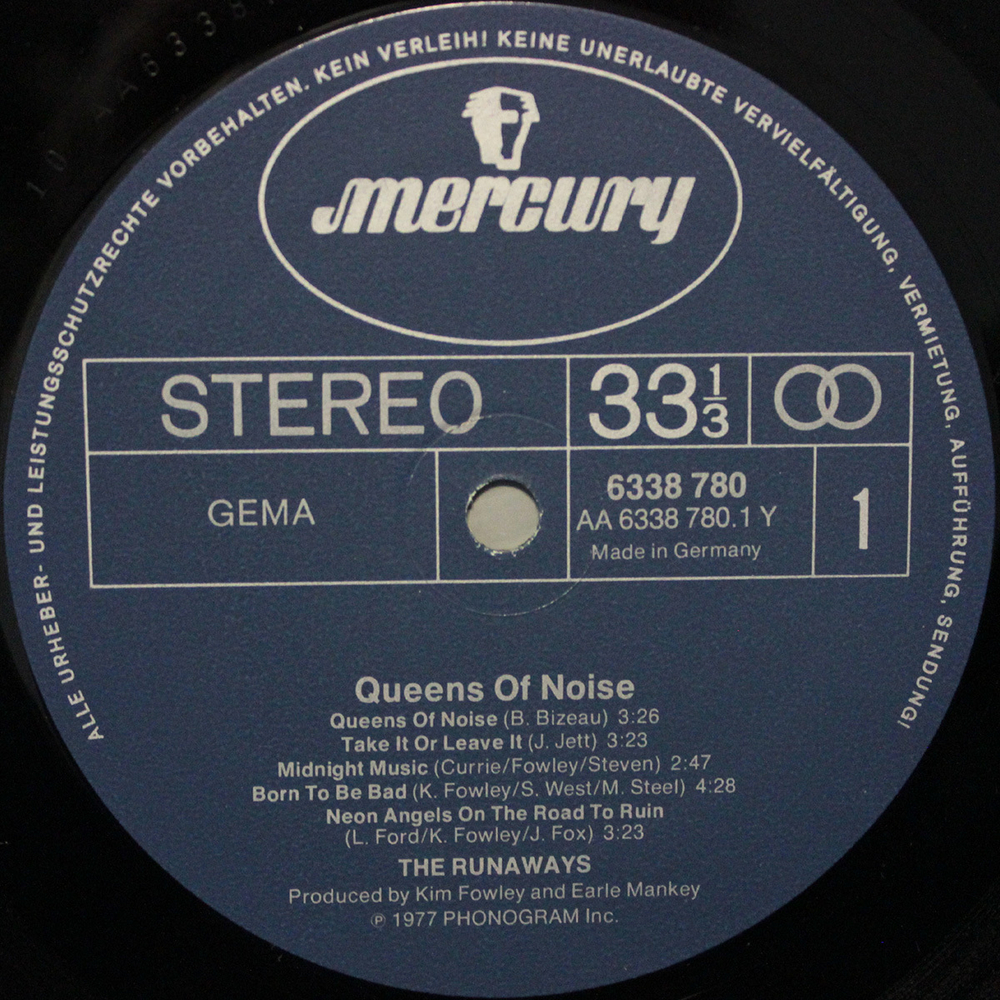 ALLE URHEBER- UND LEISTUNGSSCHUTZRECHTE VORBEHALTEN. KEIN VERLEIH! KEINE UNERLAUBTE VERVIELFÄLTIGUNG, VERMIETUNG, AUFFÜHRUNG, SENDUNG!
mercury
STEREO
33 1/3
GEMA
6338 780
AA 6338 780.1 Y
Made in Germany
1
Queens Of Noise
Queens Of Noise (B. Bizeau) 3:26
Take It Or Leave It (J. Jett) 3:23
Midnight Music (Currie/Fowley/Steven) 2:47
Born To Be Bad (K. Fowley/S. West/M. Steel) 4:28
Neon Angels On The Road To Ruin
(L. Ford/K. Fowley/J. Fox) 3:23
THE RUNAWAYS
Produced by Kim Fowley and Earle Mankey
℗ 1977 PHONOGRAM Inc.